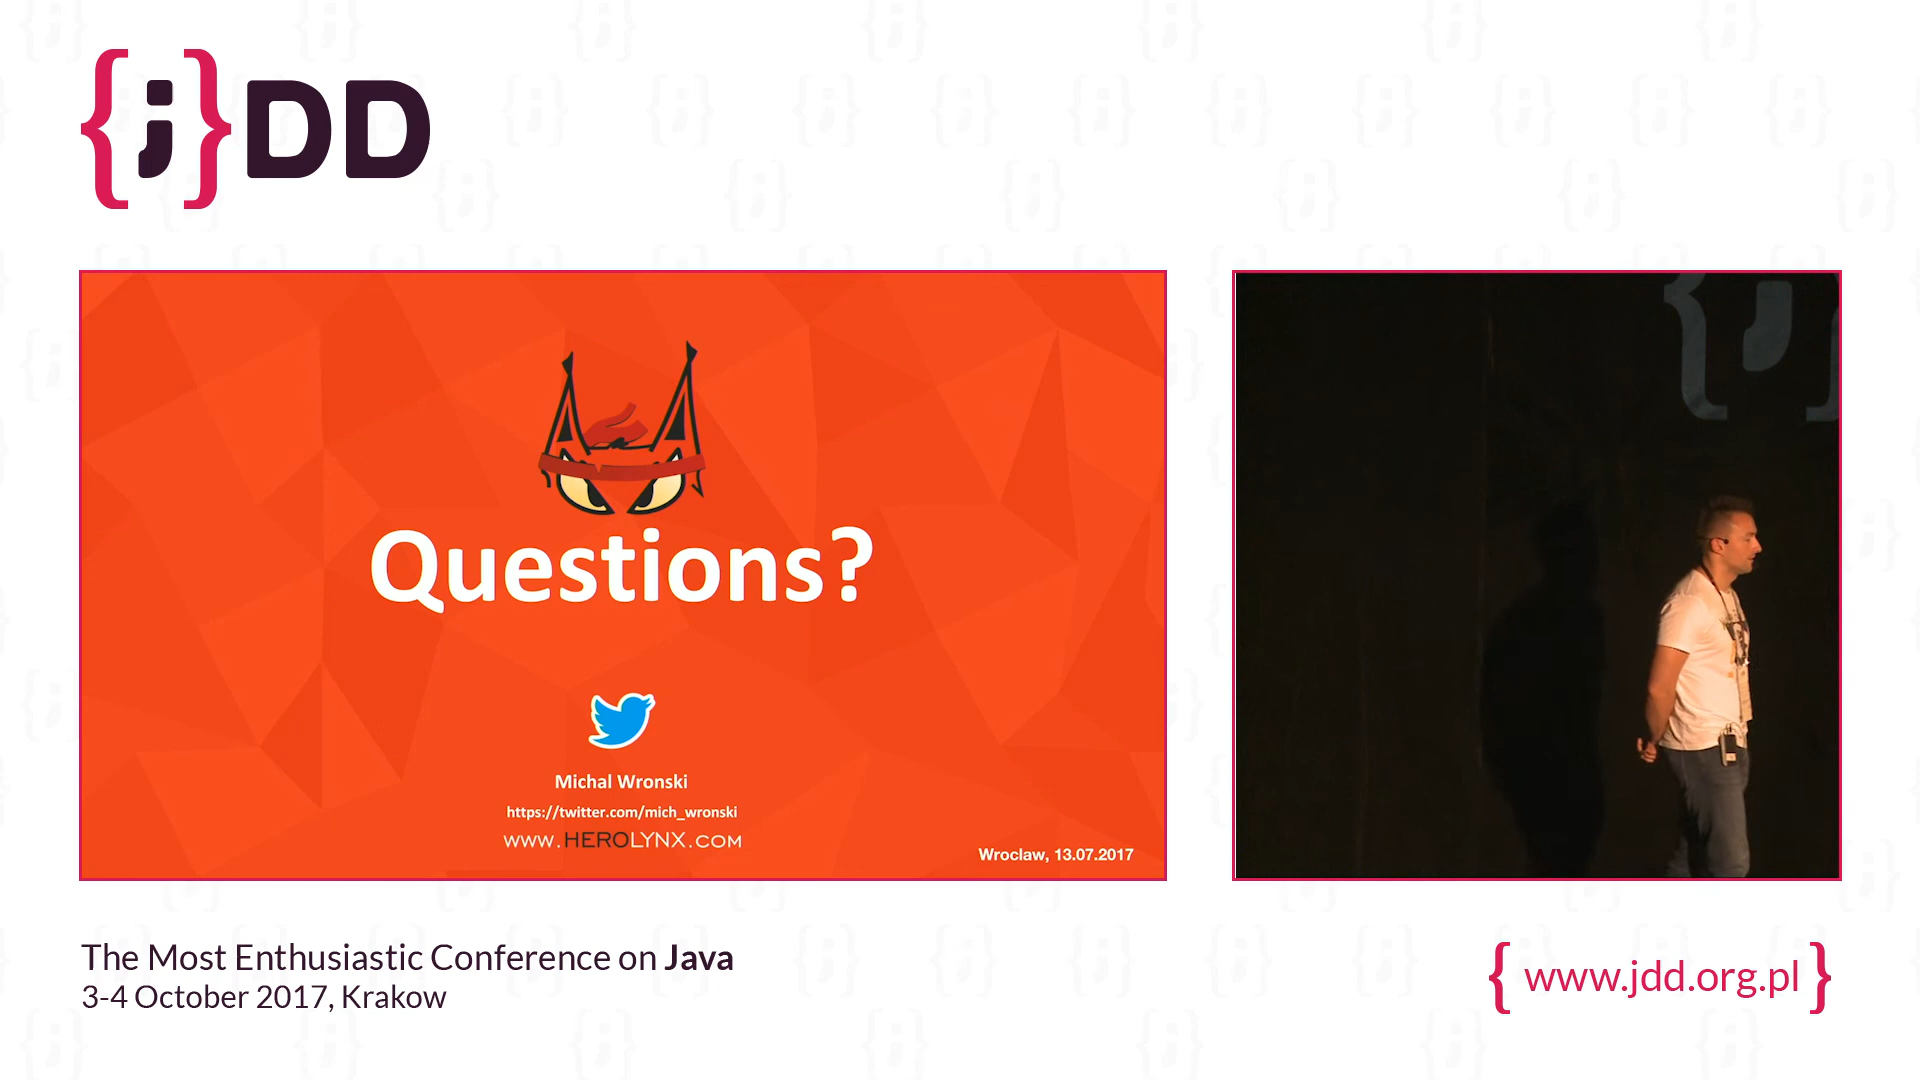 {;}DD
Questions?
Michal Wronski
https://twitter.com/mich_wronski
www.HEROLYNX.COM
Wroclaw, 13.07.2017
The Most Enthusiastic Conference on Java
3-4 October 2017, Krakow
{ www.jdd.org.pl }